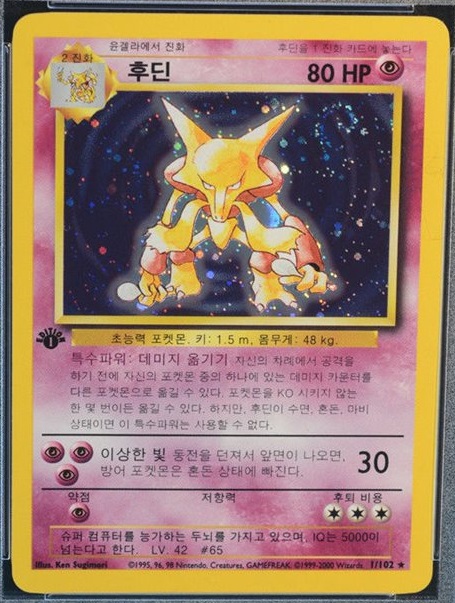 윤겔라에서 진화
후딘을 1 진화 카드에 놓는다
2 진화
후딘
80 HP
EDITION
1
초능력 포켓몬. 키: 1.5 m, 몸무게: 48 kg.
특수파워: 데미지 옮기기 자신의 차례에서 공격을
하기 전에 자신의 포켓몬 중의 하나에 있는 데미지 카운터를
다른 포켓몬으로 옮길 수 있다. 포켓몬을 KO 시키지 않는
한 몇 번이든 옮길 수 있다. 하지만, 후딘이 수면, 혼돈, 마비
상태이면 이 특수파워는 사용할 수 없다.
이상한 빛 동전을 던져서 앞면이 나오면,
방어 포켓몬은 혼돈 상태에 빠진다.
30
약점
저항력
후퇴 비용
슈퍼 컴퓨터를 능가하는 두뇌를 가지고 있으며, IQ는 5000이
넘는다고 한다. LV. 42 #65
Illus. Ken Sugimori
©1995, 96, 98 Nintendo, Creatures, GAMEFREAK. ©1999-2000 Wizards. 1/102 ★